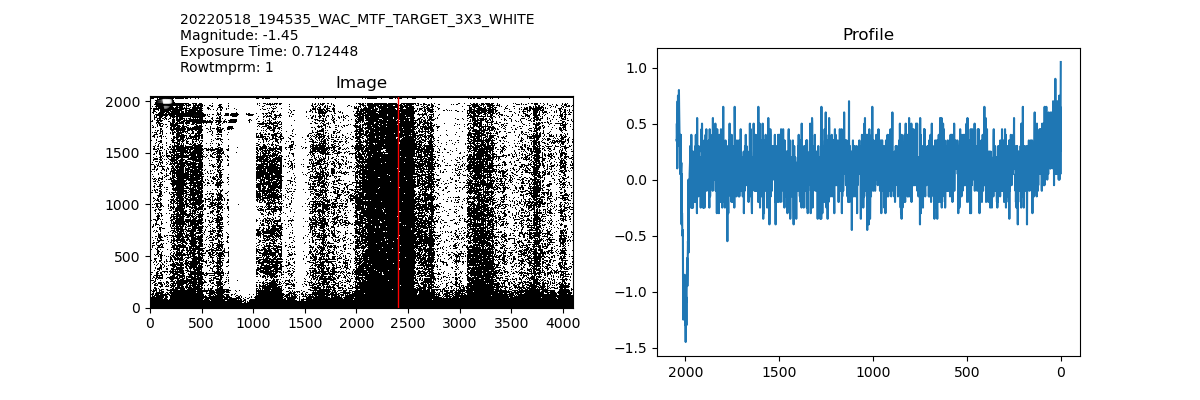 20220518_194535_WAC_MTF_TARGET_3X3_WHITE
Magnitude: -1.45
Exposure Time: 0.712448
Rowtmprm: 1
Image
2000
1500
1000
500
0
0 500 1000 1500 2000 2500 3000 3500 4000
Profile
1.0
0.5
0.0
−0.5
−1.0
−1.5
2000 1500 1000 500 0